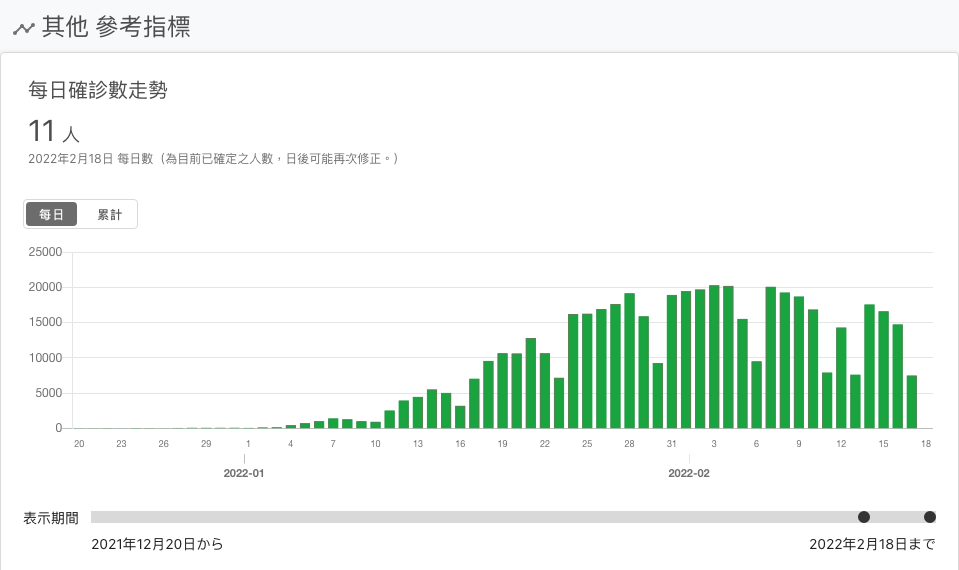 其他 參考指標
每日確診數走勢
11 人
2022年2月18日 每日數（為目前已確定之人數，日後可能再次修正。）
每日 累計
25000
20000
15000
10000
5000
0
20 23 26 29 1 4 7 10 13 16 19 22 25 28 31 3 6 9 12 15 18
2022-01 2022-02
表示期間
2021年12月20日から 2022年2月18日まで